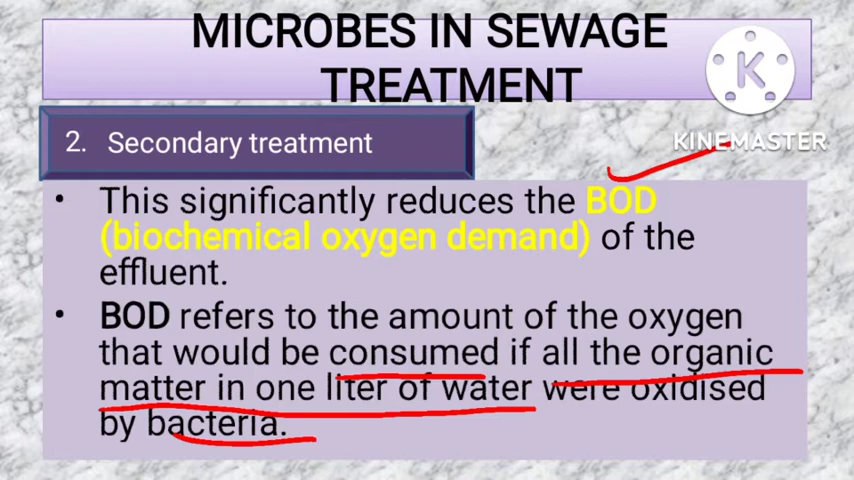 MICROBES IN SEWAGE
TREATMENT
K
KINEMASTER
2. Secondary treatment
• This significantly reduces the BOD
(biochemical oxygen demand) of the
effluent.
• BOD refers to the amount of the oxygen
that would be consumed if all the organic
matter in one liter of water were oxidised
by bacteria.